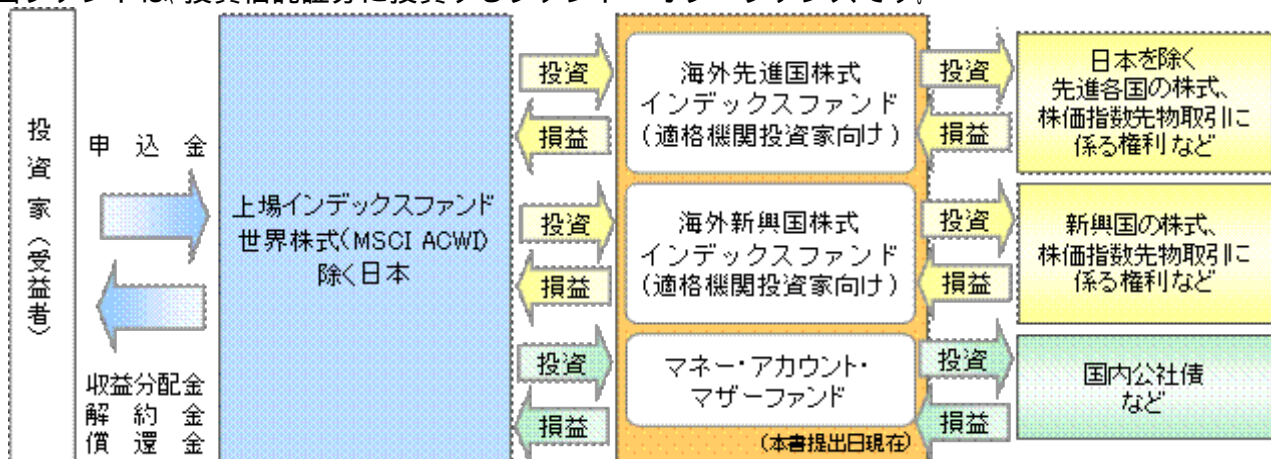 当ファンドは、投資信託証券に投資するファンド・オブ・ファンズです。
投資家（受益者）
申込金
収益分配金
解約金
償還金
上場インデックスファンド
世界株式(MSCI ACWI)
除く日本
投資
損益
投資
損益
投資
損益
海外先進国株式
インデックスファンド
(適格機関投資家向け)
海外新興国株式
インデックスファンド
(適格機関投資家向け)
マネー・アカウント・
マザーファンド
(本書提出日現在)
投資
損益
投資
損益
投資
損益
日本を除く
先進各国の株式、
株価指数先物取引に
係る権利など
新興国の株式、
株価指数先物取引に
係る権利など
国内公社債
など